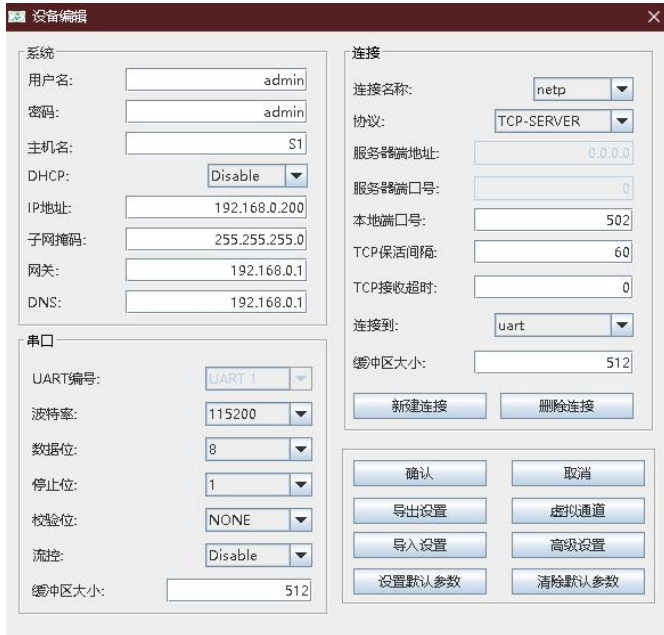 设备编辑
系统
用户名: admin
密码: admin
主机名: S1
DHCP: Disable
IP地址: 192.168.0.200
子网掩码: 255.255.255.0
网关: 192.168.0.1
DNS: 192.168.0.1
串口
UART编号: UART 1
波特率: 115200
数据位: 8
停止位: 1
校验位: NONE
流控: Disable
缓冲区大小: 512
连接
连接名称: netp
协议: TCP-SERVER
服务器端地址: 0.0.0.0
服务器端口号: 0
本地端口号: 502
TCP保活间隔: 60
TCP接收超时: 0
连接到: uart
缓冲区大小: 512
新建连接 删除连接
确认 取消
导出设置 虚拟通道
导入设置 高级设置
设置默认参数 清除默认参数